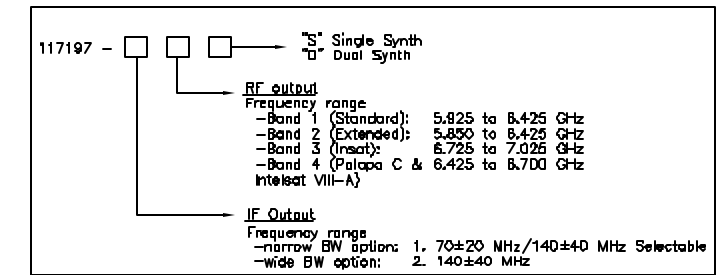 117197 - "S" Single Synth
"D" Dual Synth
RF output
Frequency range
-Band 1 (Standard): 5.925 to 6.425 GHz
-Band 2 (Extended): 5.850 to 6.425 GHz
-Band 3 (Insat): 6.725 to 7.025 GHz
-Band 4 (Palapa C & 6.425 to 6.700 GHz
Intelsat VIII-A)
IF Output
Frequency range
-narrow BW option: 1. 70±20 MHz/140±40 MHz Selectable
-wide BW option: 2. 140±40 MHz